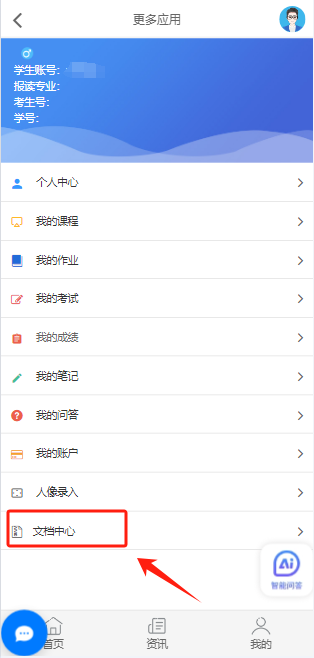 更多应用
学生账号:
报读专业:
考生号:
学号:
个人中心
我的课程
我的作业
我的考试
我的成绩
我的笔记
我的问答
我的账户
人像录入
文档中心
Ai
智能问答
首页
资讯
我的